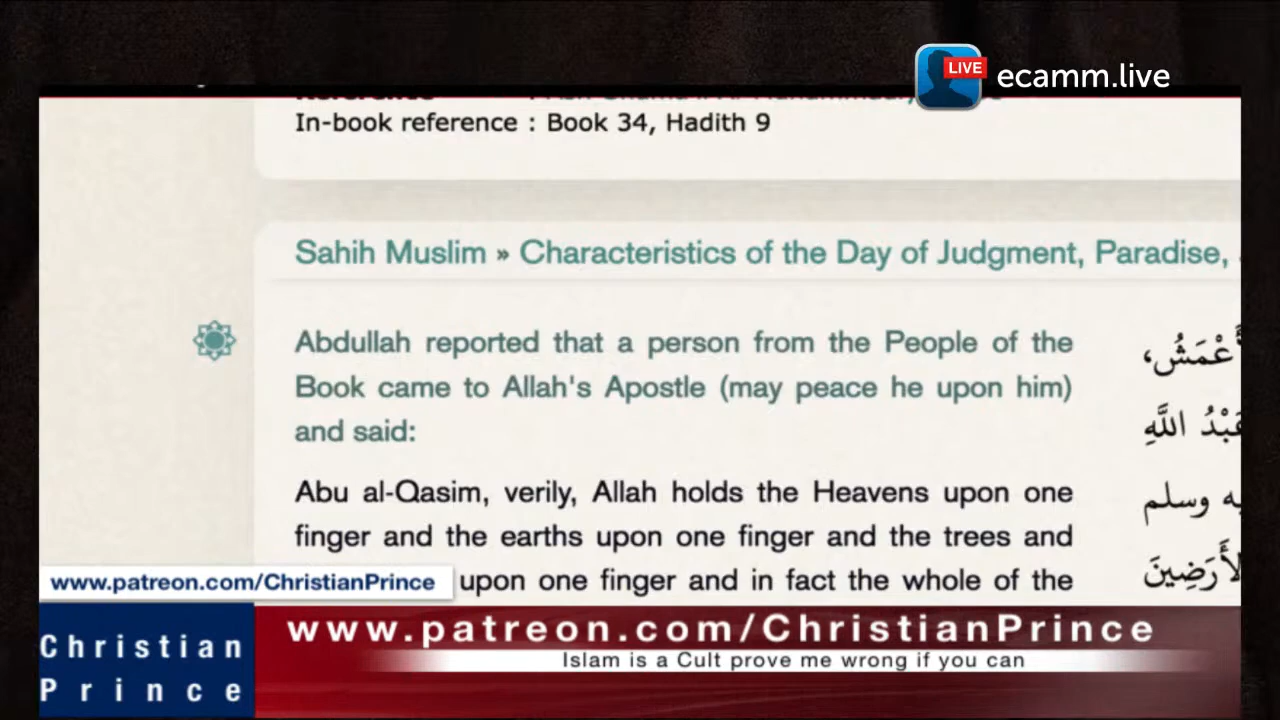 LIVE
ecamm.live
In-book reference : Book 34, Hadith 9
Sahih Muslim » Characteristics of the Day of Judgment, Paradise,
Abdullah reported that a person from the People of the
Book came to Allah's Apostle (may peace he upon him)
and said:
Abu al-Qasim, verily, Allah holds the Heavens upon one
finger and the earths upon one finger and the trees and
upon one finger and in fact the whole of the
عْمَشُ،
بْدُ اللَّهِ
ه وسلم
www.patreon.com/ChristianPrince
Christian
Prince
www.patreon.com/ChristianPrince
Islam is a Cult prove me wrong if you can